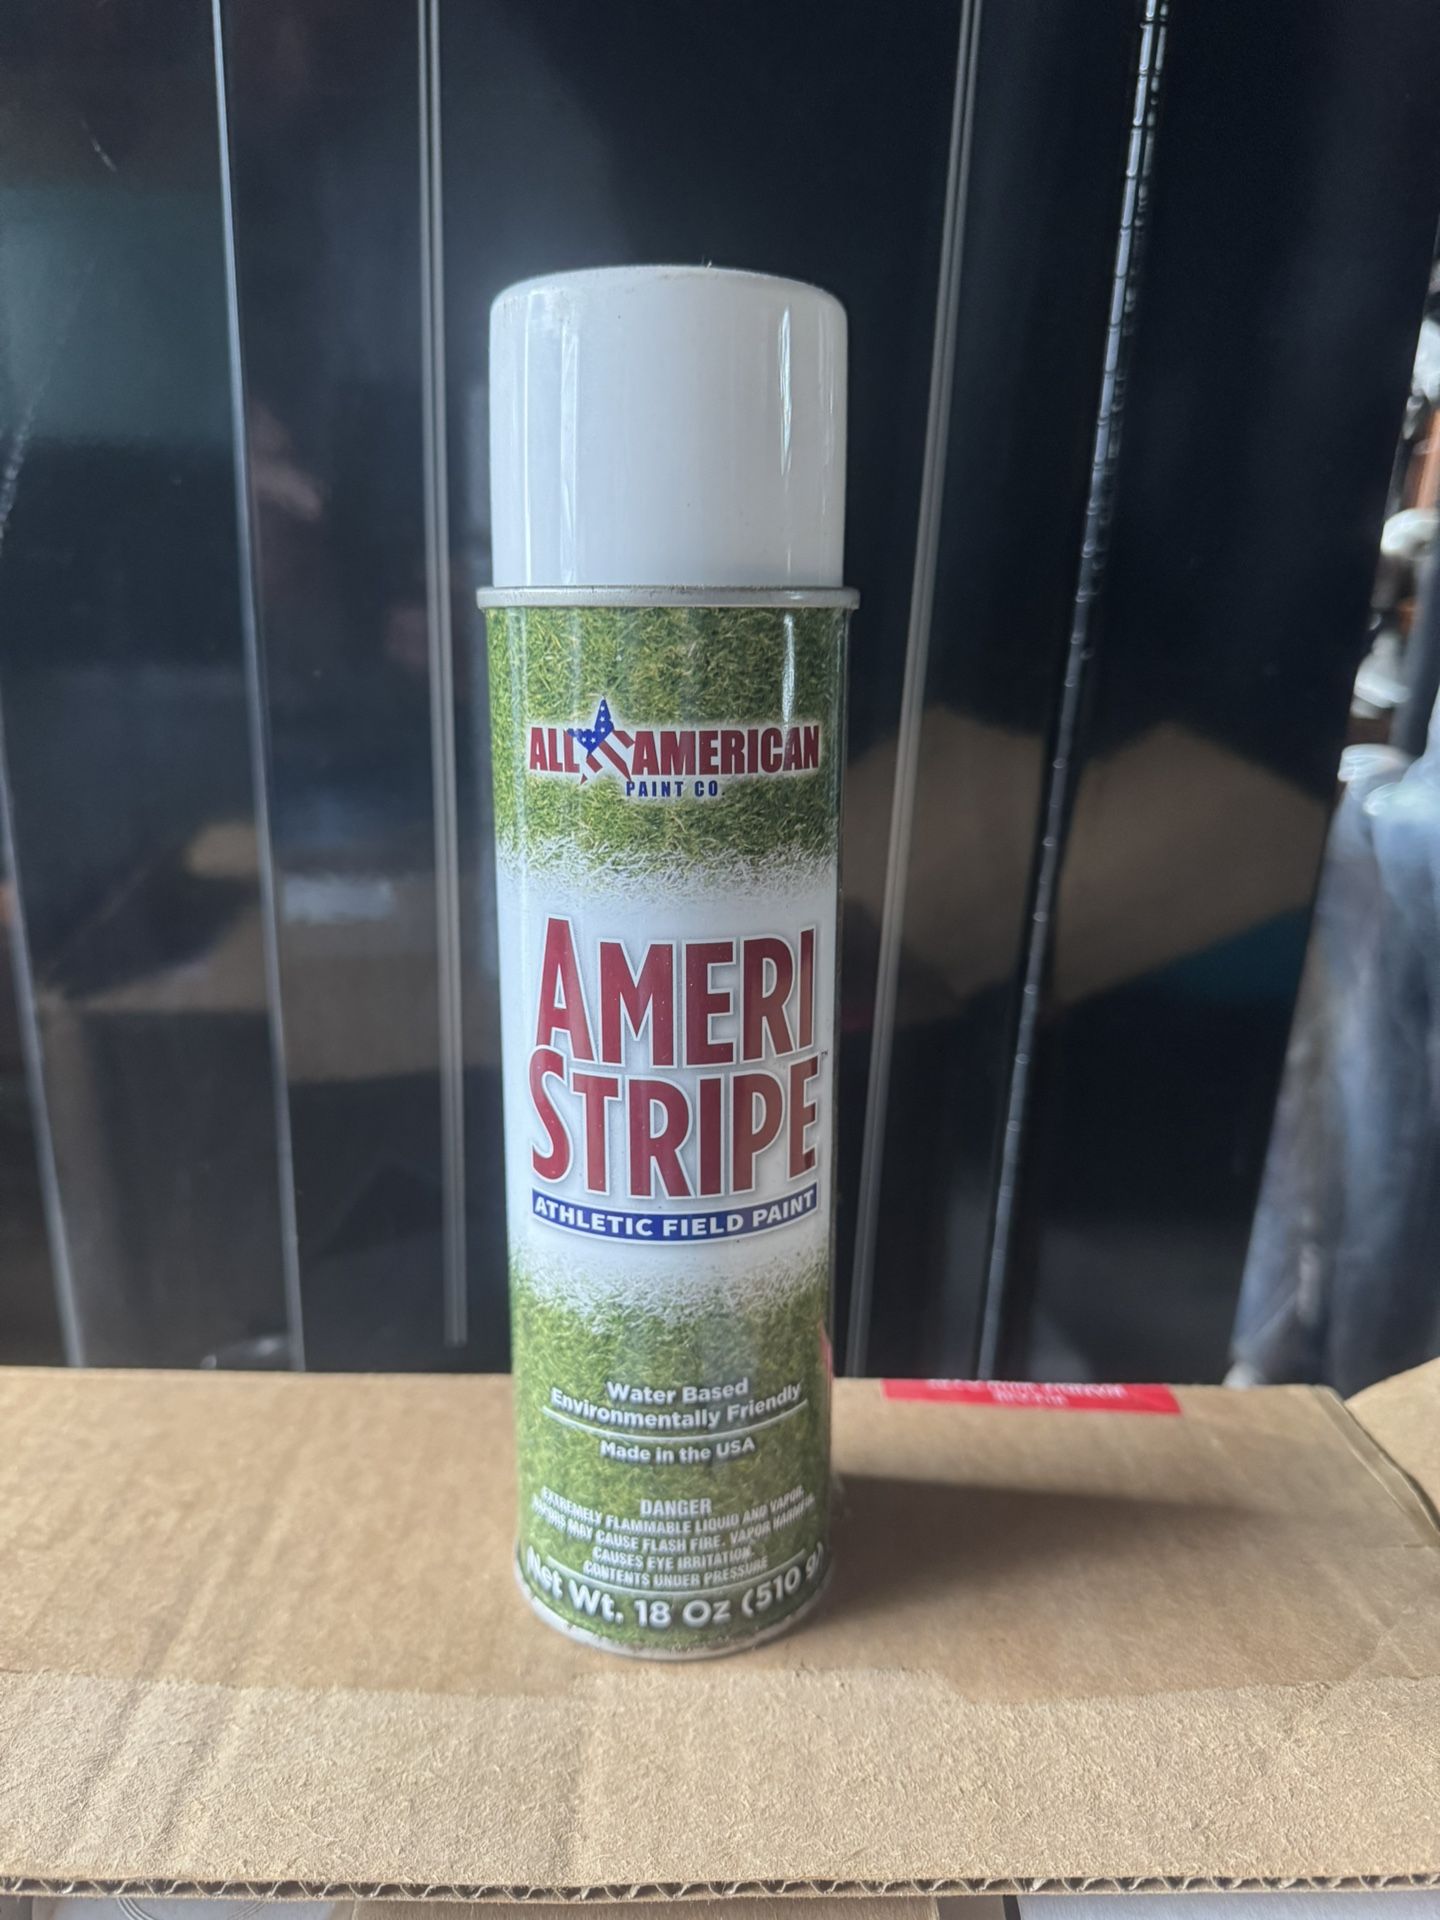 ALL AMERICAN
PAINT CO
AMERI
STRIPE™
ATHLETIC FIELD PAINT
Water Based
Environmentally Friendly
Made in the USA
DANGER
EXTREMELY FLAMMABLE LIQUID AND VAPOR.
VAPORS MAY CAUSE FLASH FIRE. VAPOR HARMFUL.
CAUSES EYE IRRITATION.
CONTENTS UNDER PRESSURE
Net Wt. 18 Oz (510 g)